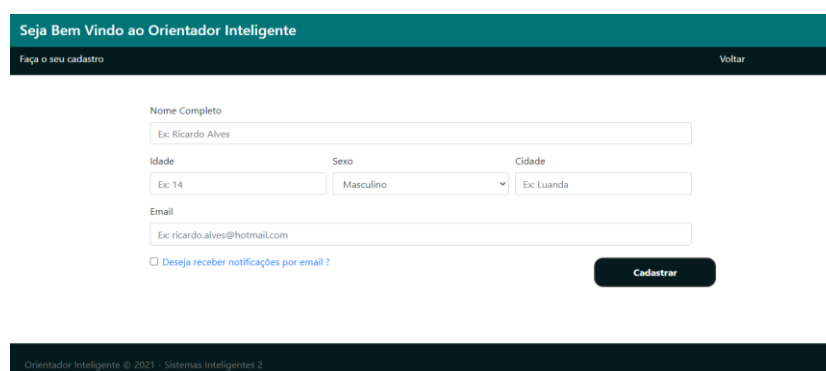 Seja Bem Vindo ao Orientador Inteligente
Faça o seu cadastro Voltar
Nome Completo
Ex: Ricardo Alves
Idade Sexo Cidade
Ex: 14 Masculino Ex: Luanda
Email
Ex: ricardo.alves@hotmail.com
Deseja receber notificações por email ?
Cadastrar
Orientador Inteligente © 2021 - Sistemas Inteligentes 2